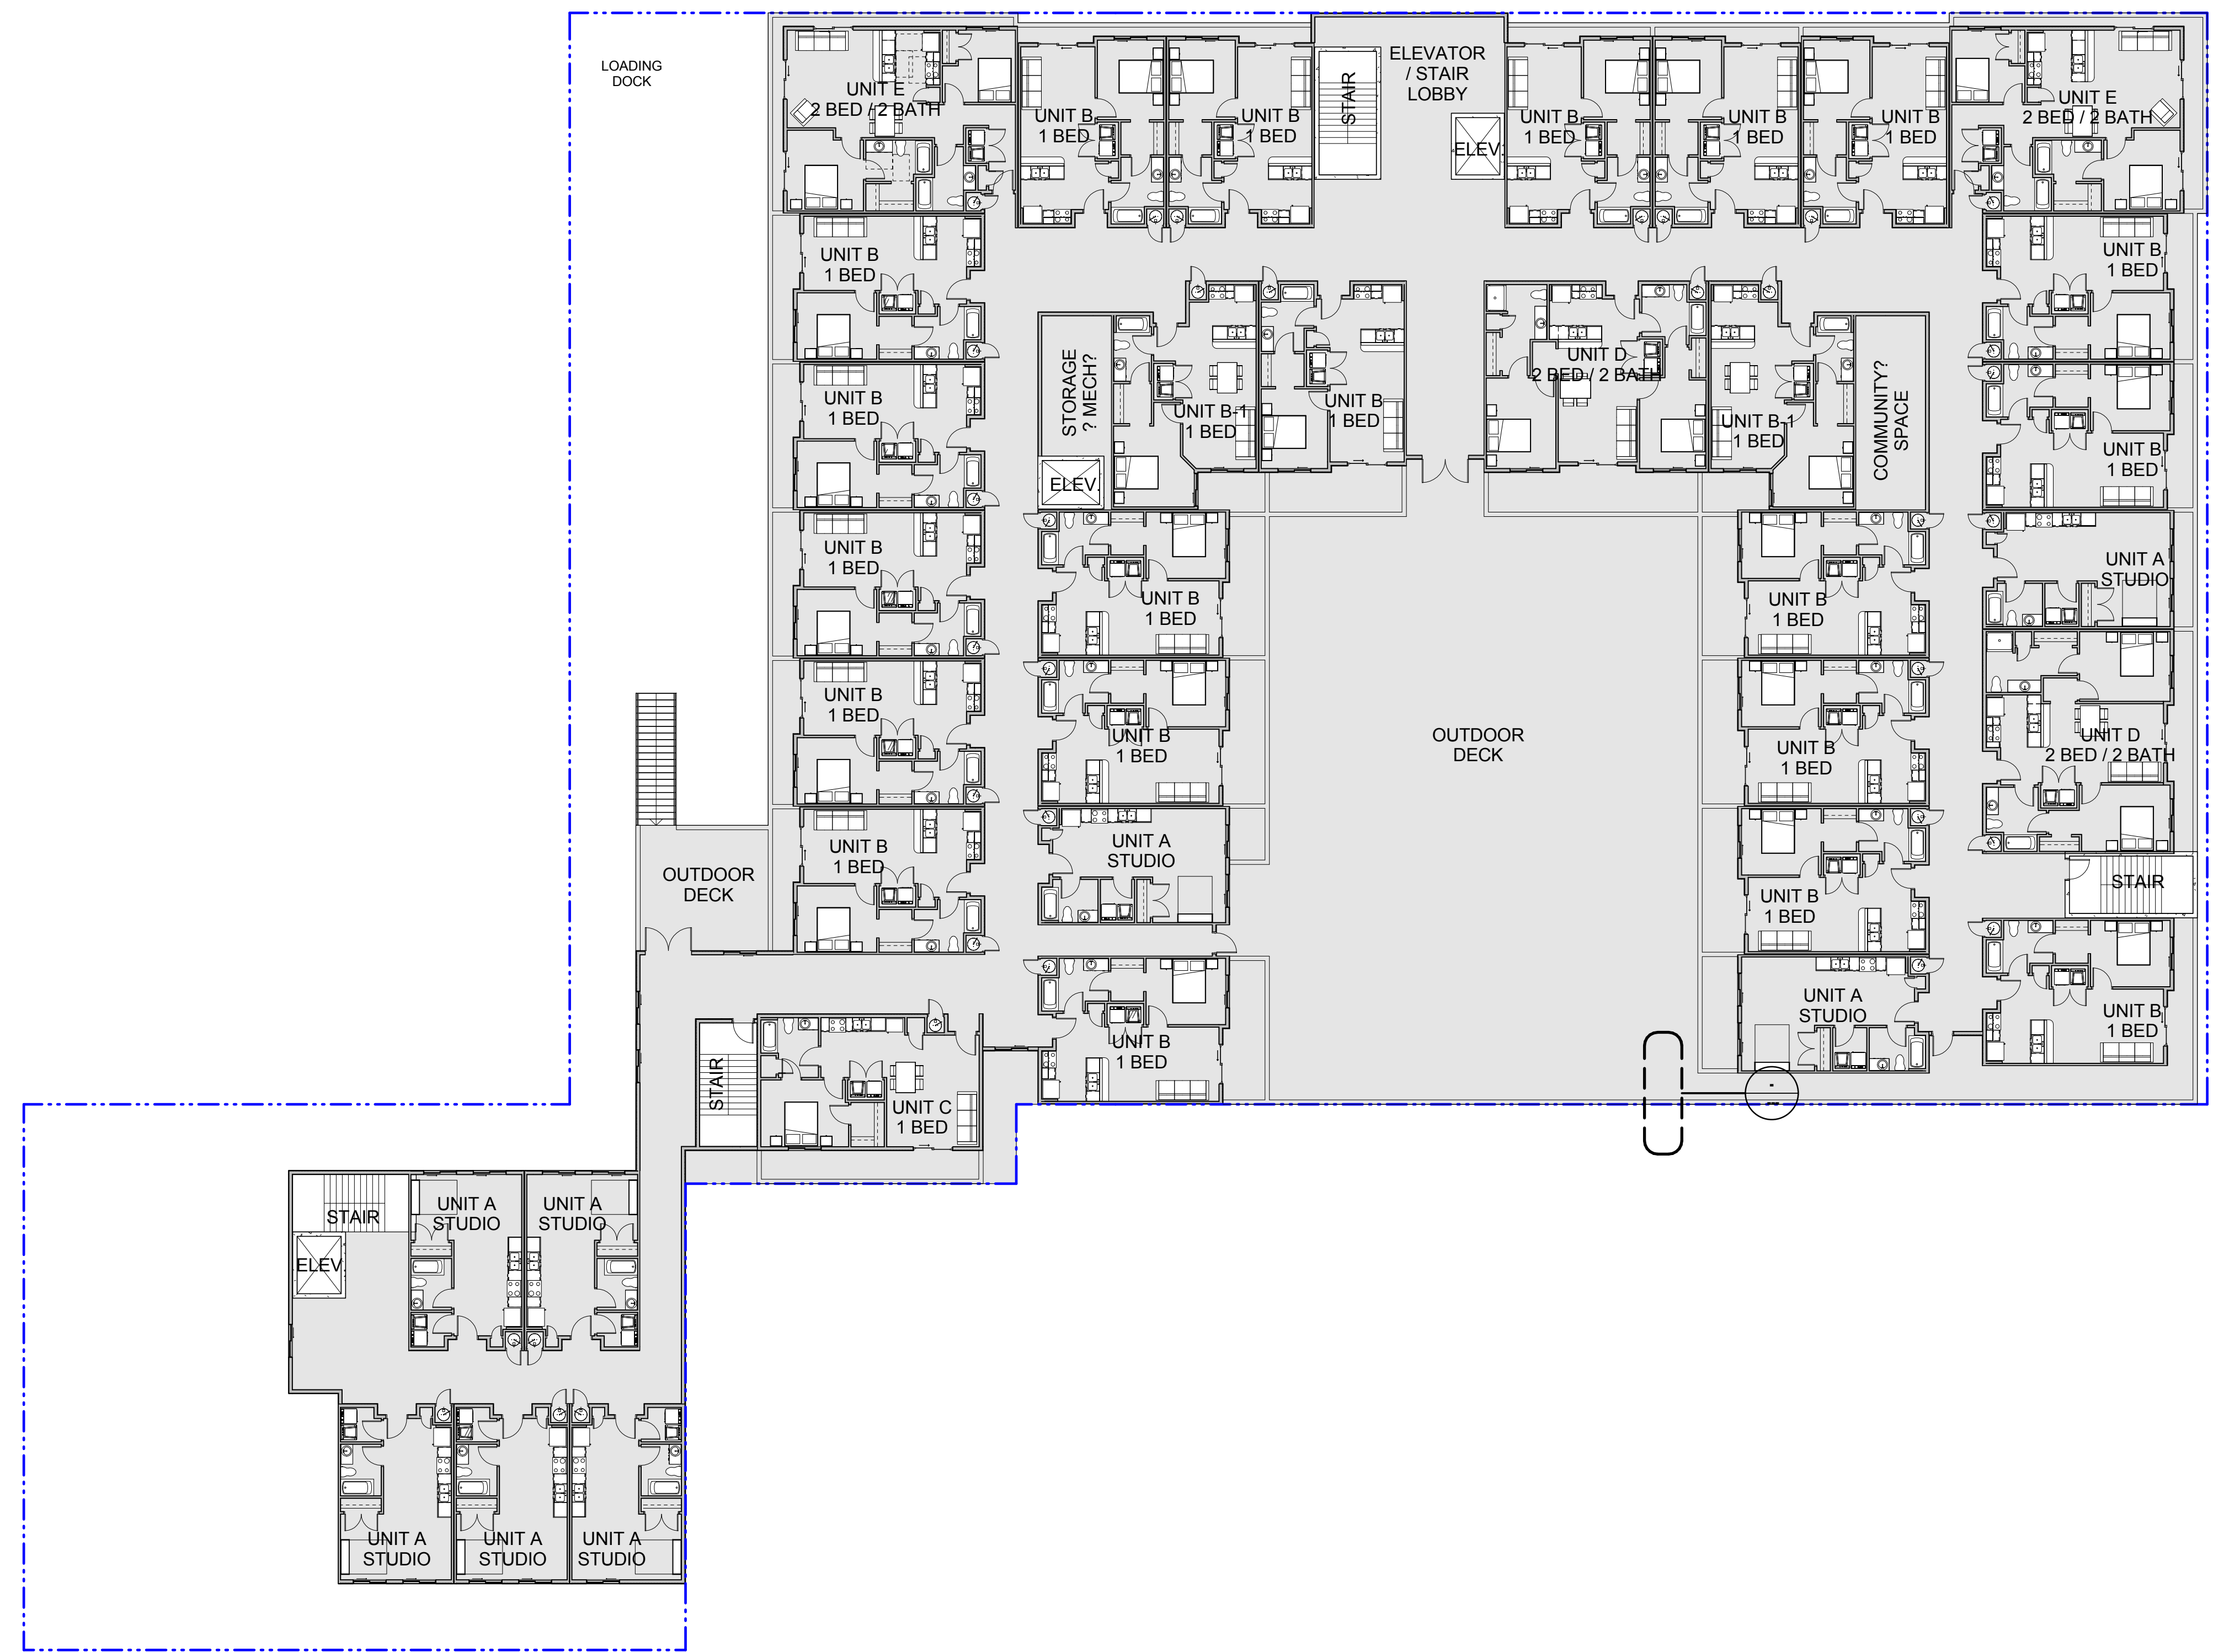 LOADING
DOCK
UNIT E
2 BED / 2 BATH
UNIT B
1 BED
UNIT B
1 BED
STAIR
ELEVATOR
/ STAIR
LOBBY
ELEV.
UNIT B
1 BED
UNIT B
1 BED
UNIT B
1 BED
UNIT E
2 BED / 2 BATH
UNIT B
1 BED
UNIT B
1 BED
UNIT B
1 BED
UNIT B
1 BED
UNIT B
1 BED
STORAGE
? MECH?
ELEV.
UNIT B-1
1 BED
UNIT B
1 BED
UNIT D
2 BED / 2 BATH
UNIT B-1
1 BED
COMMUNITY?
SPACE
UNIT B
1 BED
UNIT B
1 BED
UNIT A
STUDIO
UNIT D
2 BED / 2 BATH
STAIR
UNIT B
1 BED
UNIT B
1 BED
UNIT B
1 BED
UNIT A
STUDIO
UNIT B
1 BED
OUTDOOR
DECK
UNIT B
1 BED
UNIT B
1 BED
UNIT B
1 BED
UNIT A
STUDIO
OUTDOOR
DECK
STAIR
UNIT C
1 BED
STAIR
ELEV.
UNIT A
STUDIO
UNIT A
STUDIO
UNIT A
STUDIO
UNIT A
STUDIO
UNIT A
STUDIO